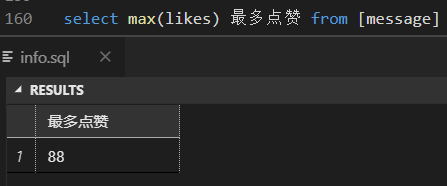 160 select max(likes) 最多点赞 from [message]
info.sql
RESULTS
最多点赞
1 88